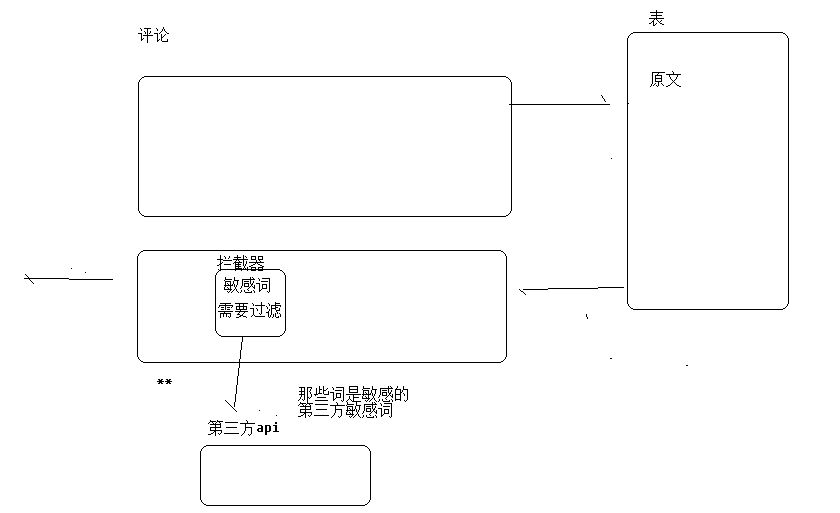 表
评论
原文
拦截器
敏感词
需要过滤
**
那些词是敏感的
第三方敏感词
第三方api